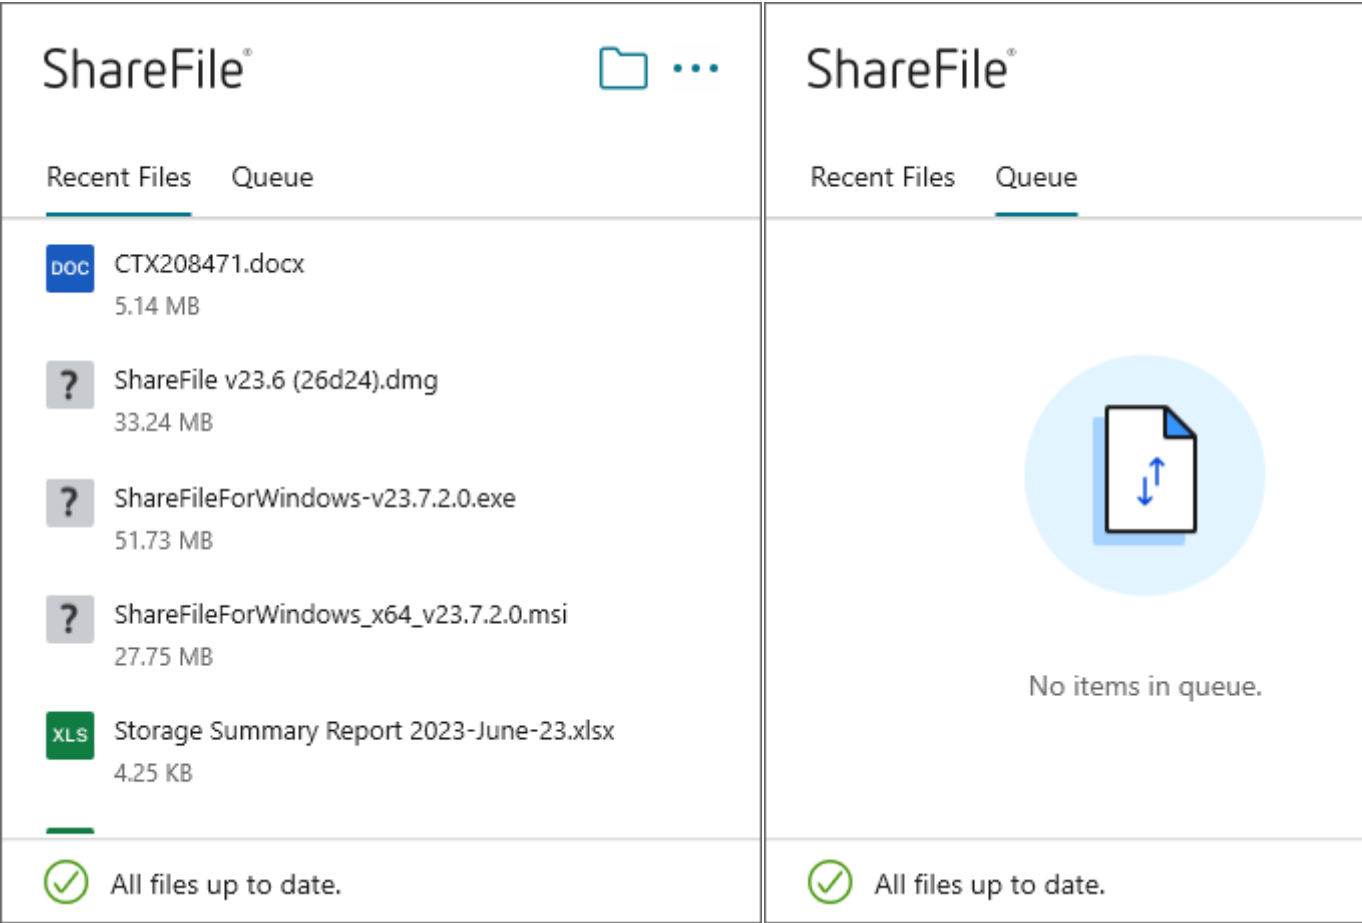 ShareFile®
Recent Files Queue
DOC CTX208471.docx
5.14 MB
? ShareFile v23.6 (26d24).dmg
33.24 MB
? ShareFileForWindows-v23.7.2.0.exe
51.73 MB
? ShareFileForWindows_x64_v23.7.2.0.msi
27.75 MB
XLS Storage Summary Report 2023-June-23.xlsx
4.25 KB
All files up to date.
ShareFile®
Recent Files Queue
No items in queue.
All files up to date.